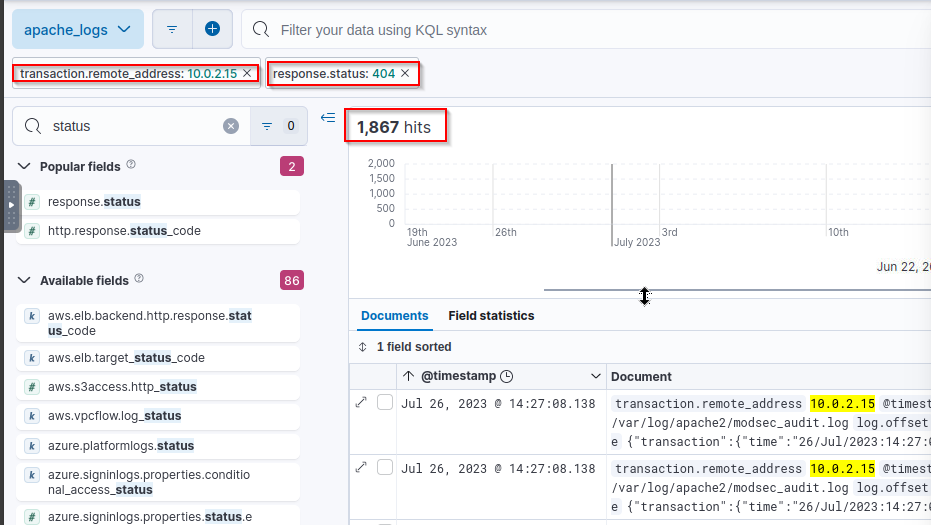 apache_logs
Filter your data using KQL syntax
transaction.remote_address: 10.0.2.15 ×
response.status: 404 ×
status
0
1,867 hits
Popular fields
2
# response.status
# http.response.status_code
Available fields
86
k aws.elb.backend.http.response.stat
us_code
k aws.elb.target_status_code
# aws.s3access.http_status
k aws.vpcflow.log_status
k azure.platformlogs.status
k azure.signinlogs.properties.conditio
nal_access_status
# azure.signinlogs.properties.status.e
2,000
1,500
1,000
500
0
19th
June 2023
26th
July 2023
3rd
10th
Jun 22, 20
Documents
Field statistics
1 field sorted
@timestamp
Document
Jul 26, 2023 @ 14:27:08.138
transaction.remote_address 10.0.2.15 @timest
/var/log/apache2/modsec_audit.log log.offset
e {"transaction":{"time":"26/Jul/2023:14:27:0
Jul 26, 2023 @ 14:27:08.138
transaction.remote_address 10.0.2.15 @timest
/var/log/apache2/modsec_audit.log log.offset
e {"transaction":{"time":"26/Jul/2023:14:27:0